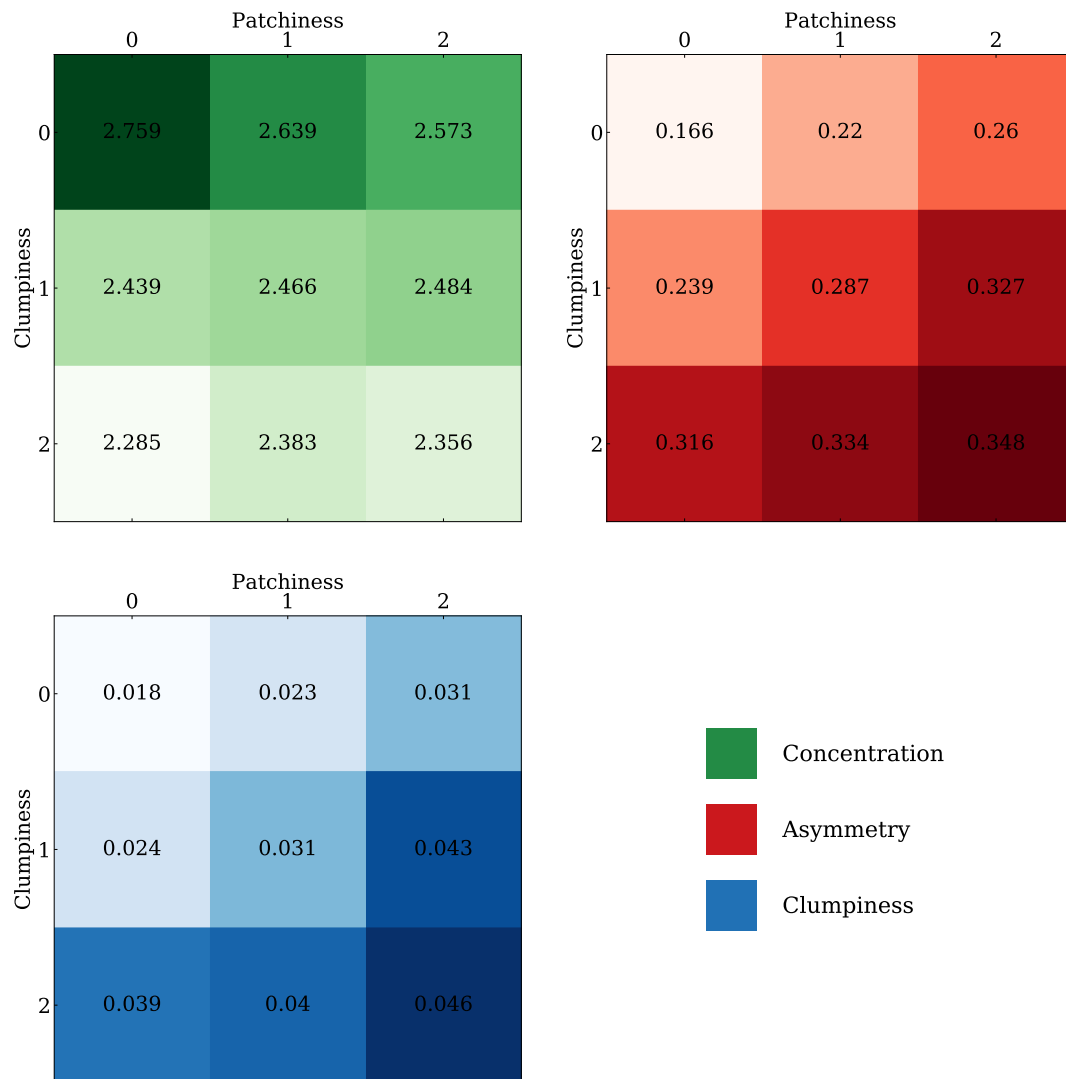 Patchiness
0 1 2
Clumpiness
0 2.759 2.639 2.573
1 2.439 2.466 2.484
2 2.285 2.383 2.356
Patchiness
0 1 2
Clumpiness
0 0.166 0.22 0.26
1 0.239 0.287 0.327
2 0.316 0.334 0.348
Patchiness
0 1 2
Clumpiness
0 0.018 0.023 0.031
1 0.024 0.031 0.043
2 0.039 0.04 0.046
Concentration
Asymmetry
Clumpiness